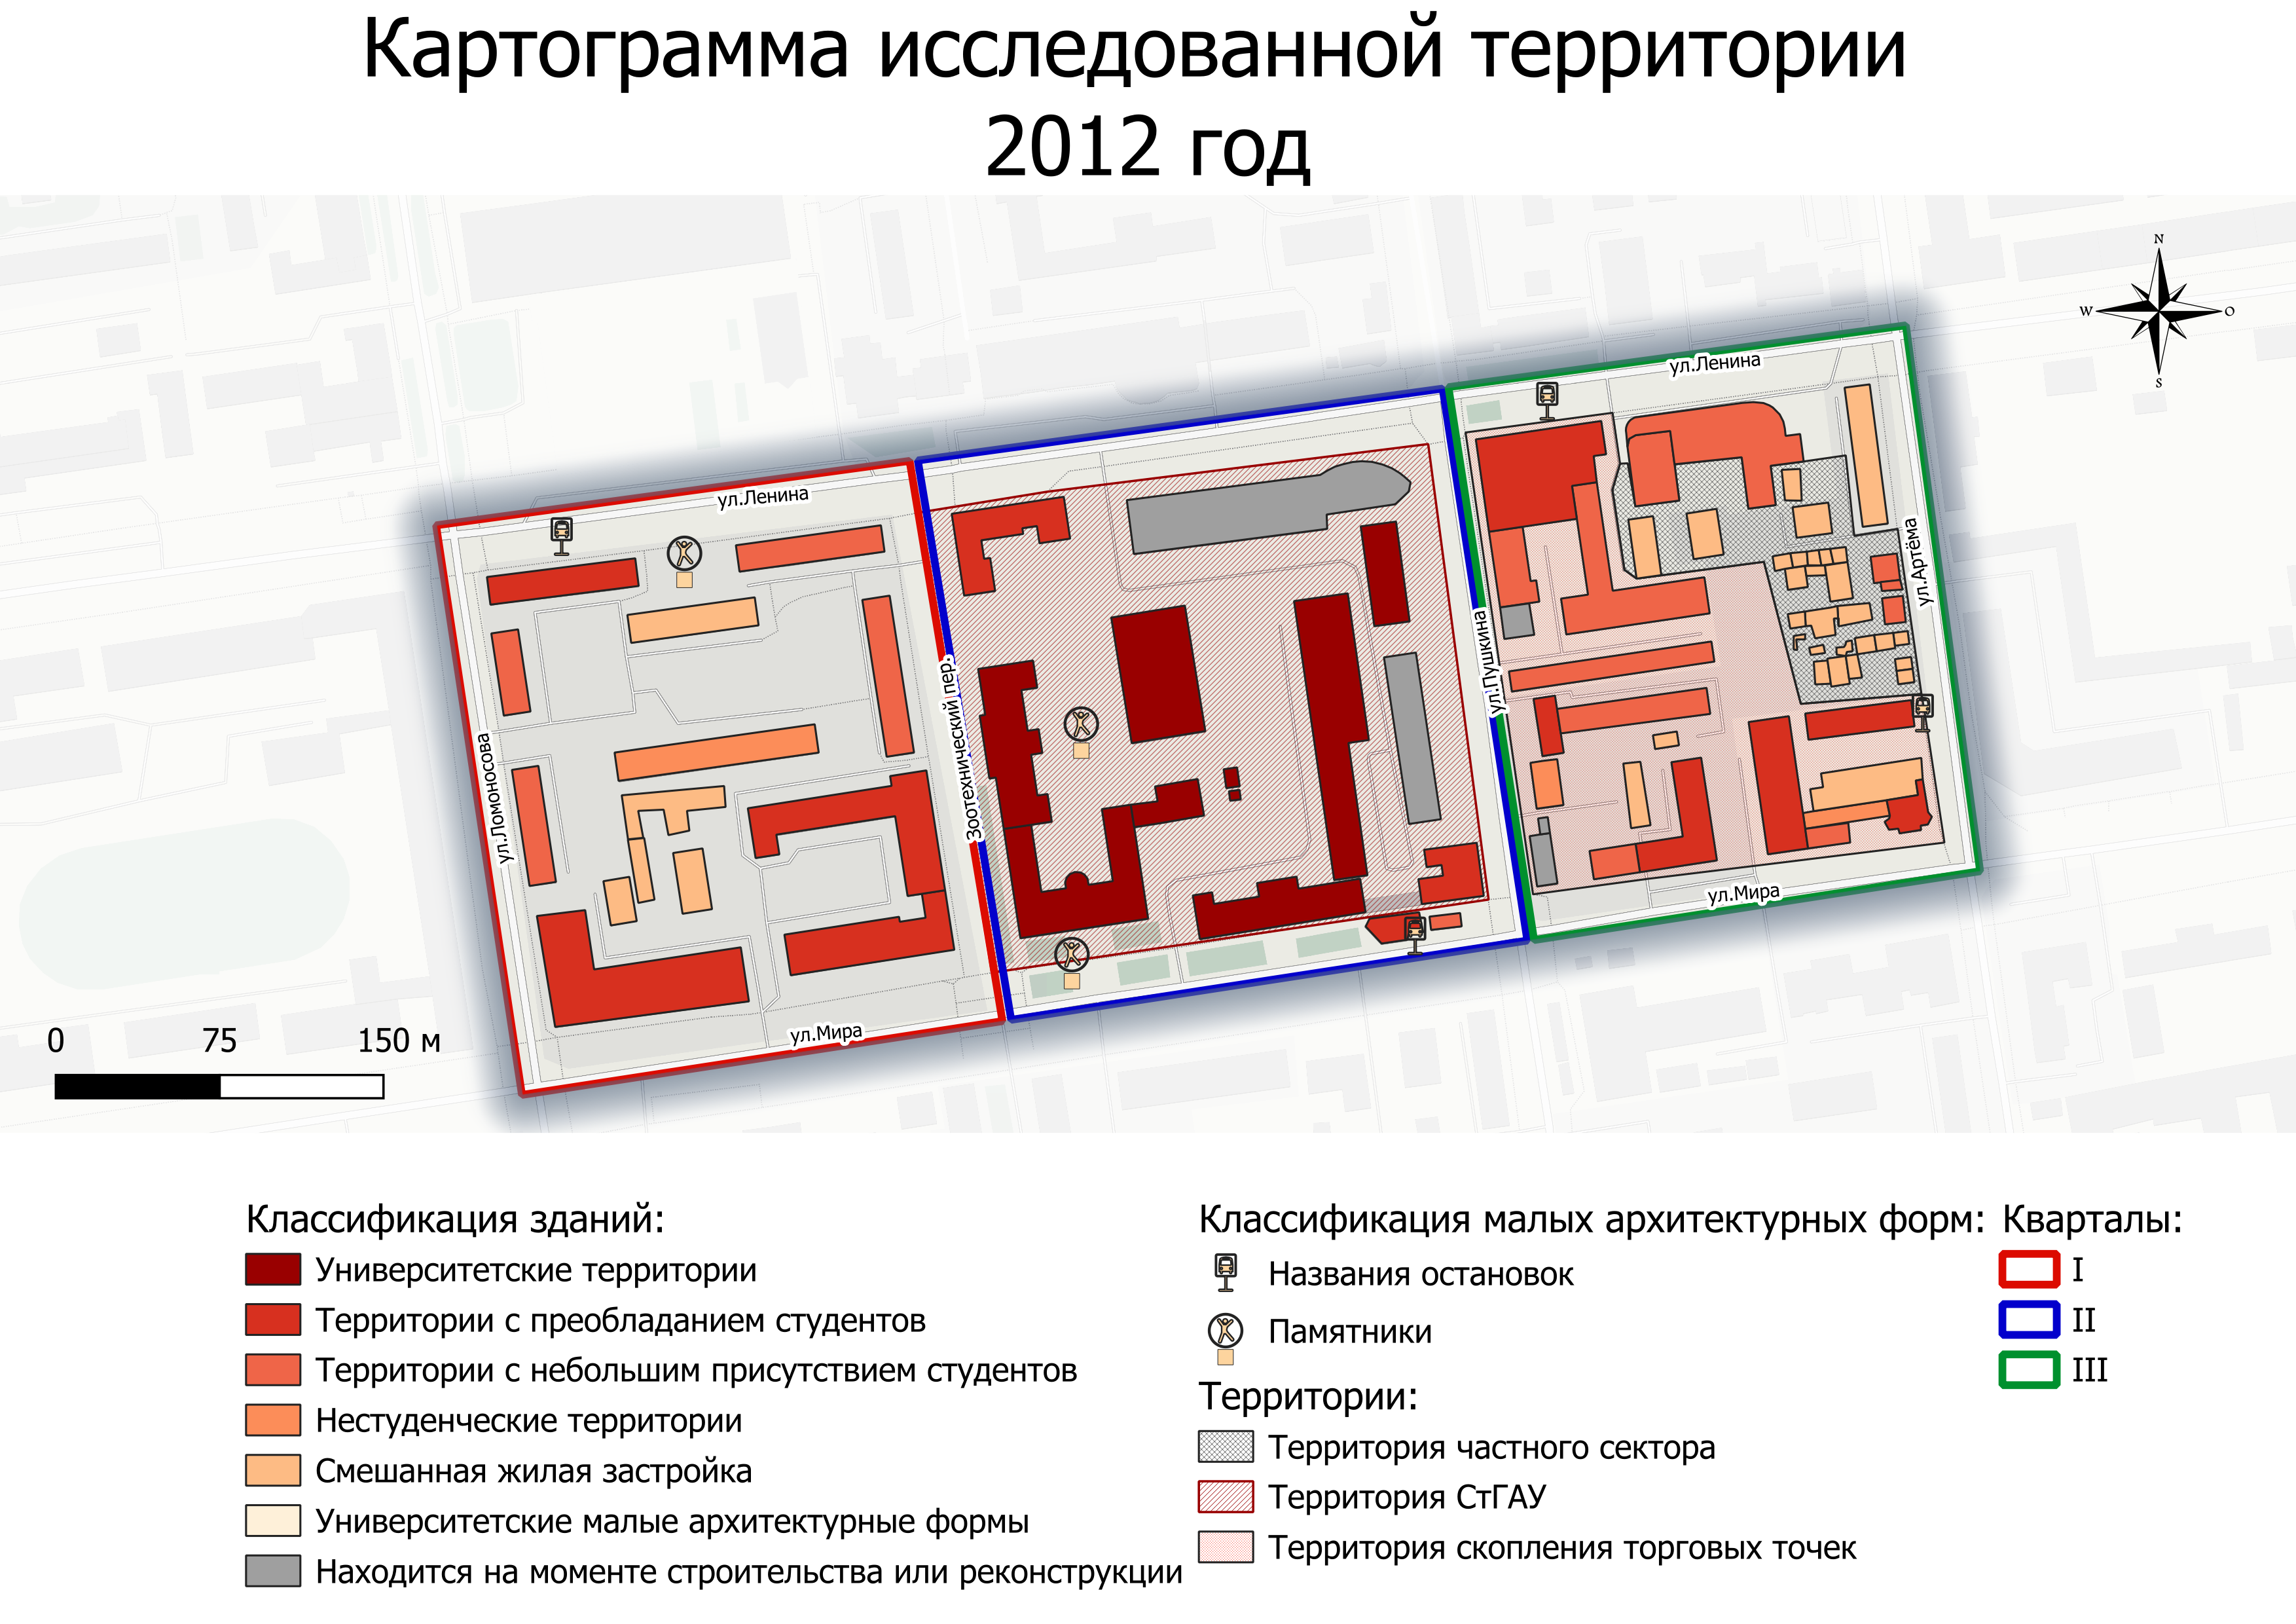 Картограмма исследованной территории
2012 год
N
W
O
S
ул.Ленина
ул.Ленина
ул.Артёма
ул.Пушкина
Зоотехнический пер.
ул.Ломоносова
ул.Мира
ул.Мира
0 75 150 м
Классификация зданий:
Университетские территории
Территории с преобладанием студентов
Территории с небольшим присутствием студентов
Нестуденческие территории
Смешанная жилая застройка
Университетские малые архитектурные формы
Находится на моменте строительства или реконструкции
Классификация малых архитектурных форм:
Названия остановок
Памятники
Территории:
Территория частного сектора
Территория СтГАУ
Территория скопления торговых точек
Кварталы:
I
II
III